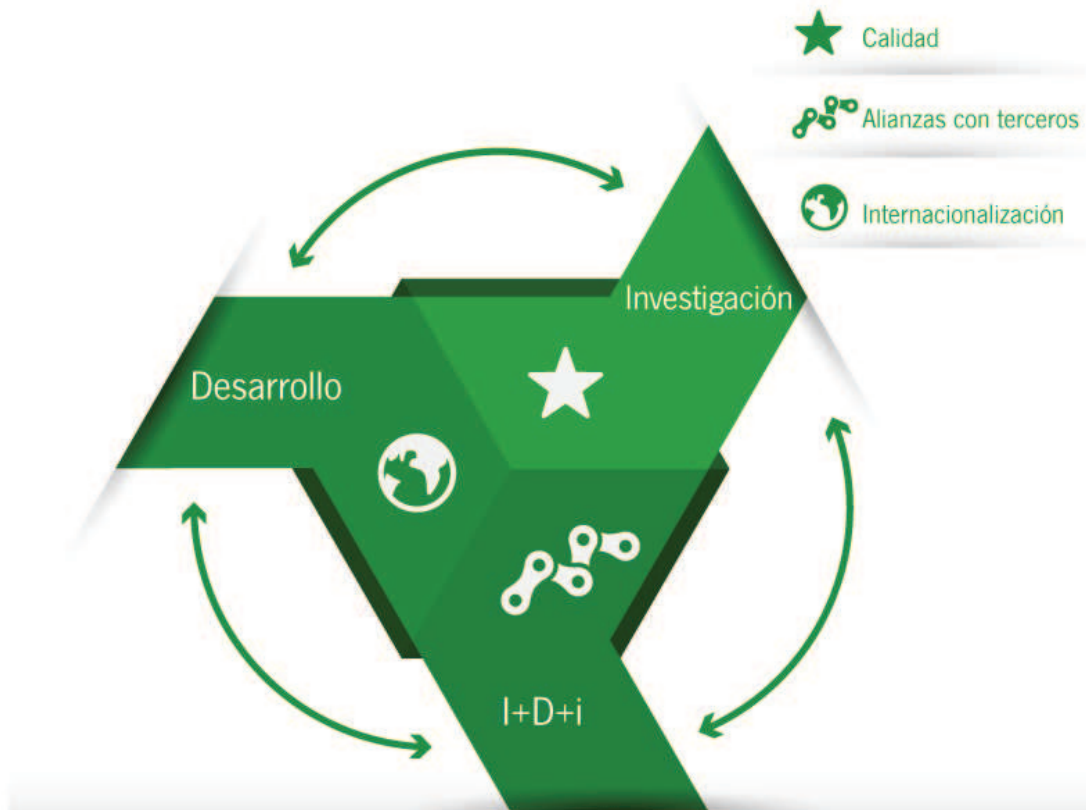 Calidad
Alianzas con terceros
Internacionalización
Investigación
Desarrollo
I+D+i